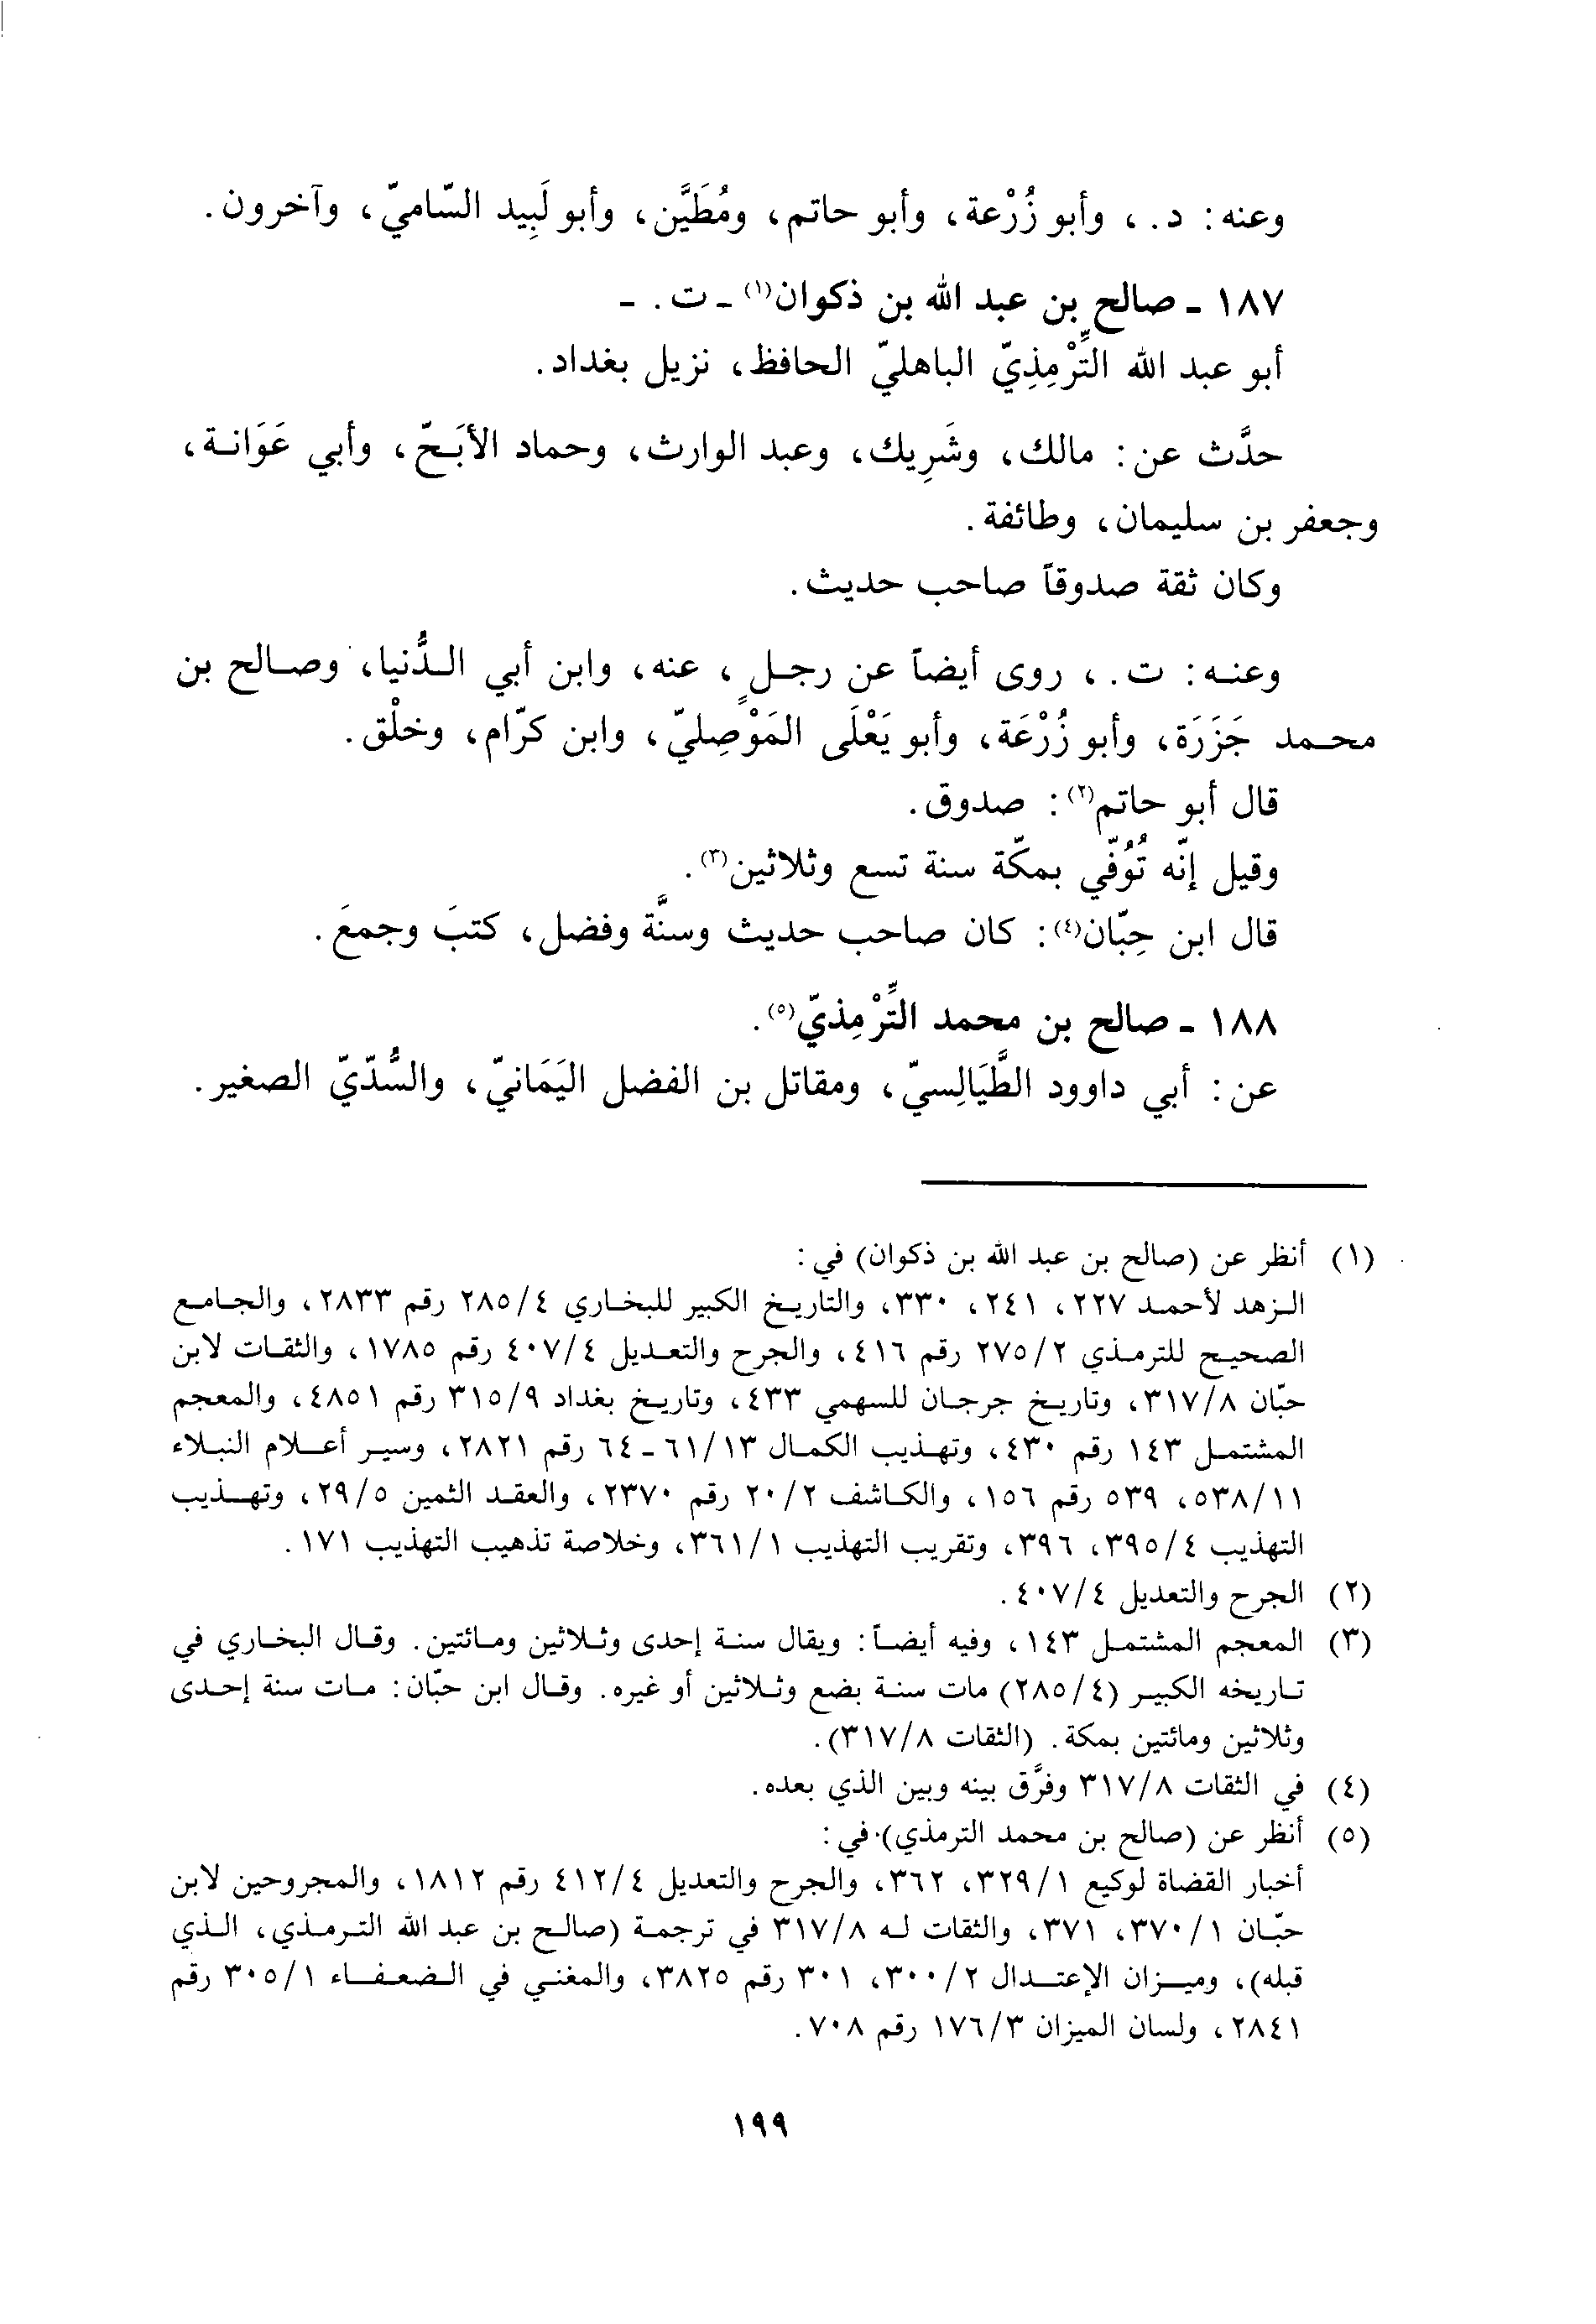 وعنه: د.، وأبو زُرْعة، وأبو حاتم، ومُطَيَّن، وأبو لَبِيد السّاميّ، وآخرون.
١٨٧ ـ صالح بن عبد الله بن ذكوان(١) ـ ت. ـ
أبو عبد الله التِّرْمِذِيّ الباهليّ الحافظ، نزيل بغداد.
حدَّث عن: مالك، وشَرِيك، وعبد الوارث، وحماد الأبَحّ، وأبي عَوَانة،
وجعفر بن سليمان، وطائفة.
وكان ثقة صدوقاً صاحب حديث.
وعنه: ت.، روى أيضاً عن رجلٍ، عنه، وابن أبي الدُّنيا، وصالح بن
محمد جَزَرَة، وأبو زُرْعَة، وأبو يَعْلَى المَوْصِليّ، وابن كرّام، وخلْق.
قال أبو حاتم(٢): صدوق.
وقيل إنّه تُوُفّي بمكّة سنة تسع وثلاثين(٣).
قال ابن حِبّان(٤): كان صاحب حديث وسنَّة وفضل، كتبَ وجمعَ.
١٨٨ ـ صالح بن محمد التِّرْمِذيّ(٥).
عن: أبي داوود الطَّيَالِسيّ، ومقاتل بن الفضل اليَمَانيّ، والسُّدّيّ الصغير.
(١) أنظر عن (صالح بن عبد الله بن ذكوان) في:
الزهد لأحمد ٢٢٧، ٢٤١، ٣٣٠، والتاريخ الكبير للبخاري ٢٨٥/٤ رقم ٢٨٣٣، والجامع
الصحيح للترمذي ٢٧٥/٢ رقم ٤١٦، والجرح والتعديل ٤٠٧/٤ رقم ١٧٨٥، والثقات لابن
حبّان ٣١٧/٨، وتاريخ جرجان للسهمي ٤٣٣، وتاريخ بغداد ٣١٥/٩ رقم ٤٨٥١، والمعجم
المشتمل ١٤٣ رقم ٤٣٠، وتهذيب الكمال ٦١/١٣ ـ ٦٤ رقم ٢٨٢١، وسير أعلام النبلاء
٥٣٨/١١، ٥٣٩ رقم ١٥٦، والكاشف ٢٠/٢ رقم ٢٣٧٠، والعقد الثمين ٢٩/٥، وتهذيب
التهذيب ٣٩٥/٤، ٣٩٦، وتقريب التهذيب ٣٦١/١، وخلاصة تذهيب التهذيب ١٧١.
(٢) الجرح والتعديل ٤٠٧/٤.
(٣) المعجم المشتمل ١٤٣، وفيه أيضاً: ويقال سنة إحدى وثلاثين ومائتين. وقال البخاري في
تاريخه الكبير (٢٨٥/٤) مات سنة بضع وثلاثين أو غيره. وقال ابن حبّان: مات سنة إحدى
وثلاثين ومائتين بمكة. (الثقات ٣١٧/٨).
(٤) في الثقات ٣١٧/٨ وفرَّق بينه وبين الذي بعده.
(٥) أنظر عن (صالح بن محمد الترمذي) في:
أخبار القضاة لوكيع ٣٢٩/١، ٣٦٢، والجرح والتعديل ٤١٢/٤ رقم ١٨١٢، والمجروحين لابن
حبّان ٣٧٠/١، ٣٧١، والثقات له ٣١٧/٨ في ترجمة (صالح بن عبد الله الترمذي، الذي
قبله)، وميزان الإعتدال ٣٠٠/٢، ٣٠١ رقم ٣٨٢٥، والمغني في الضعفاء ٣٠٥/١ رقم
٢٨٤١، ولسان الميزان ١٧٦/٣ رقم ٧٠٨.
١٩٩